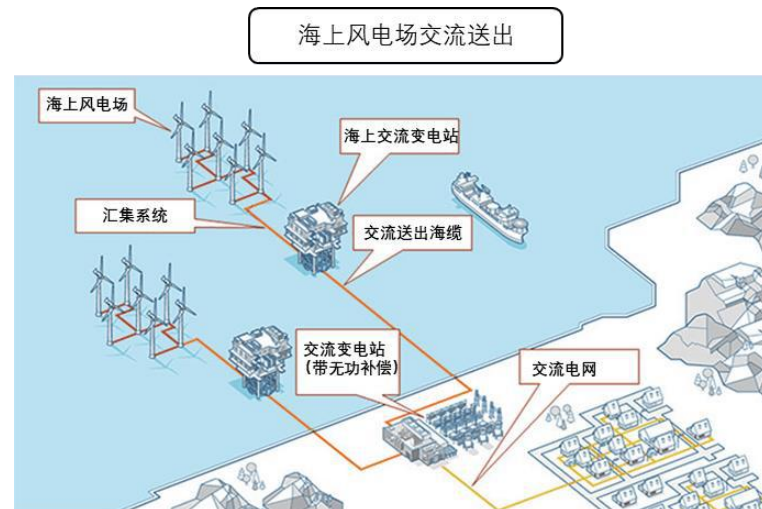 海上风电场交流送出
海上风电场
海上交流变电站
汇集系统
交流送出海缆
交流变电站
(带无功补偿)
交流电网